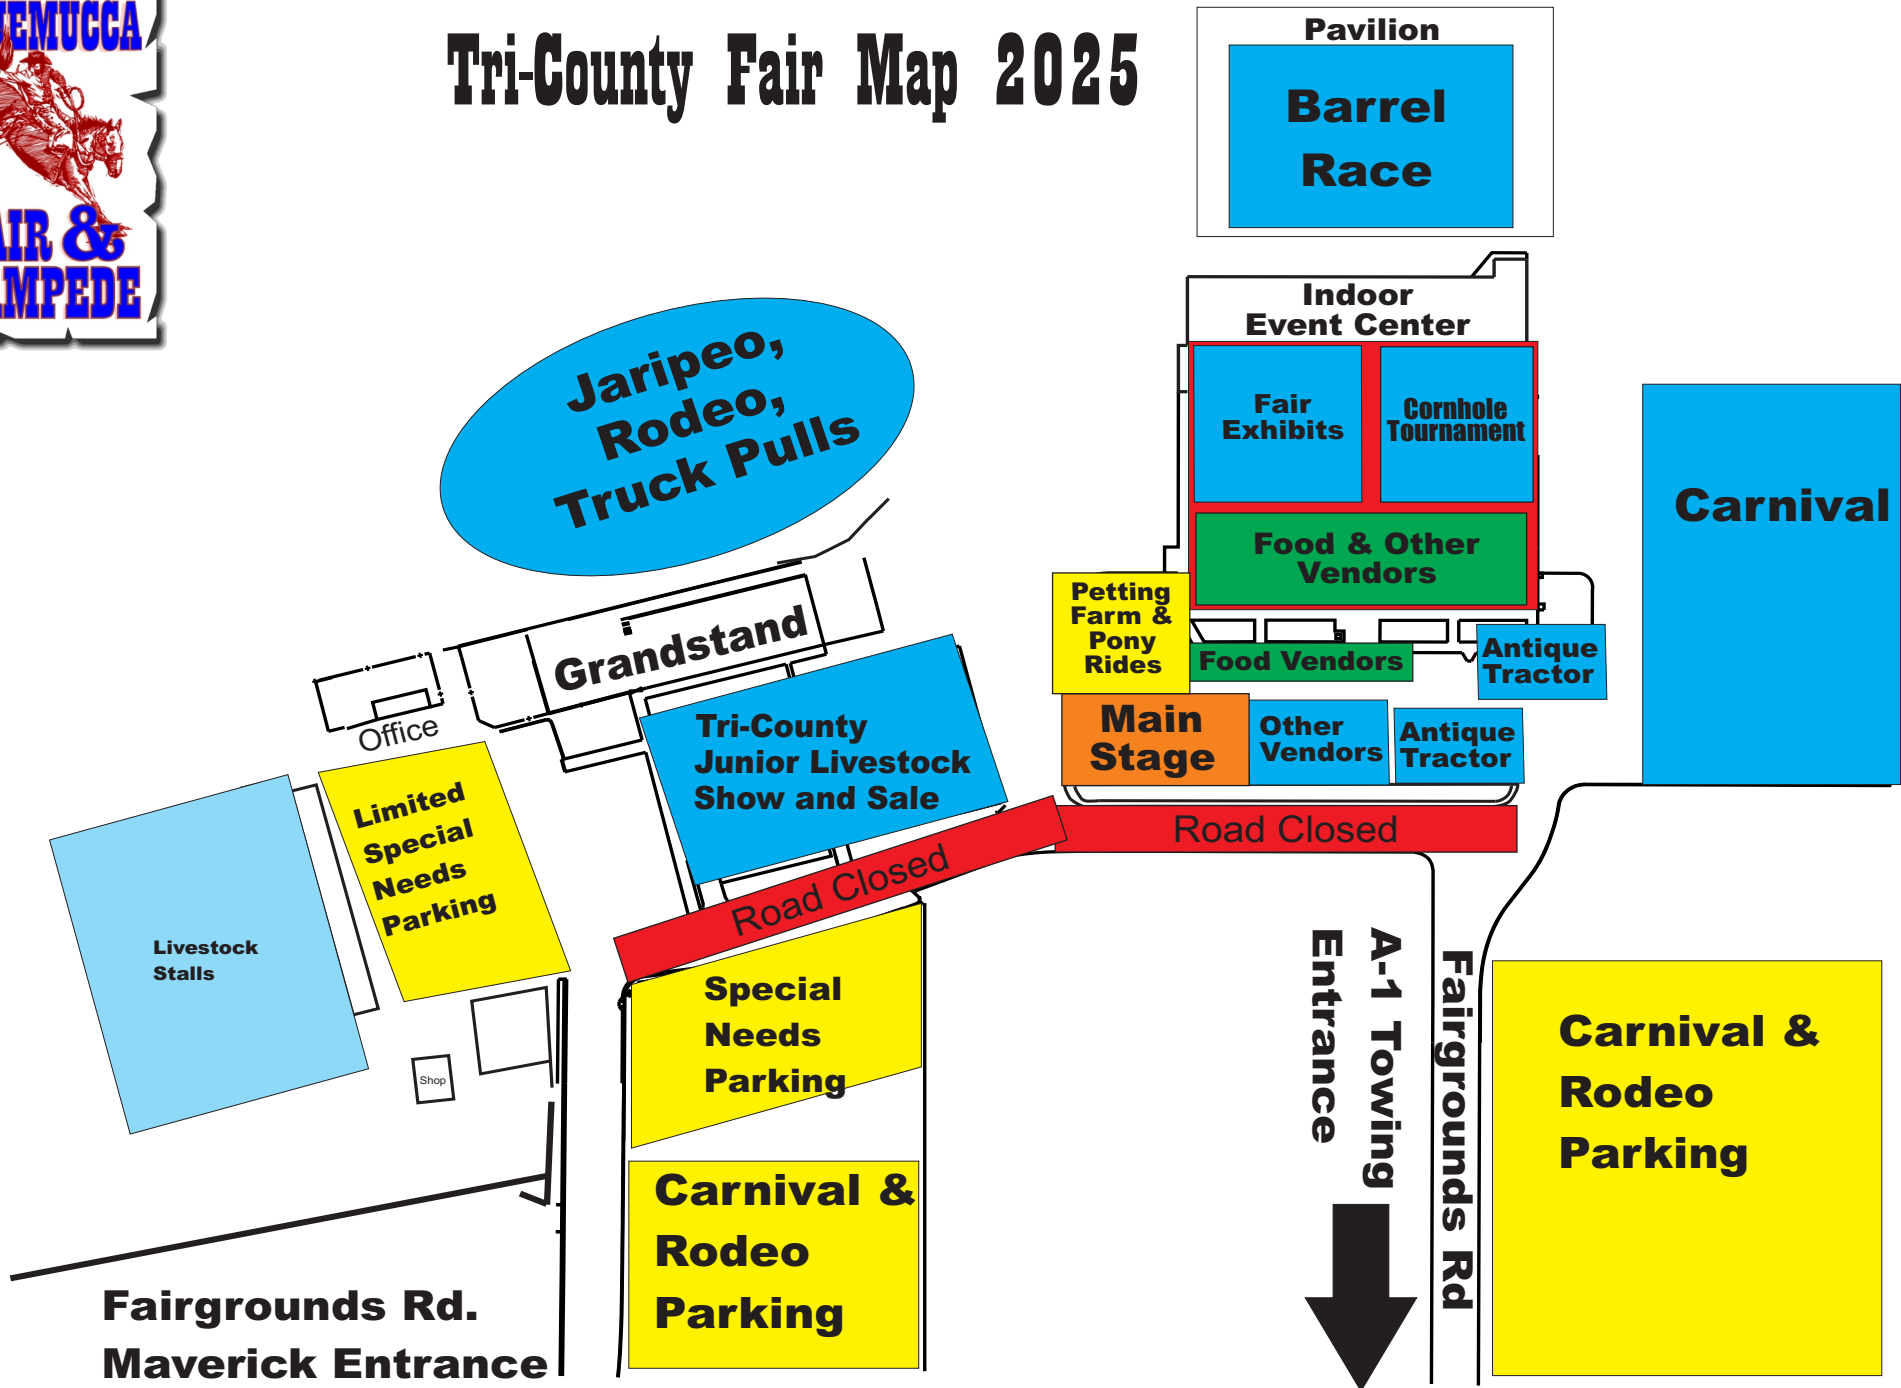 EMUCCA
Tri-County Fair Map 2025
AIR &
MPEDE
Pavilion
Barrel
Race
Indoor
Event Center
Fair
Exhibits
Cornhole
Tournament
Food & Other
Vendors
Carnival
Jaripeo,
Rodeo,
Truck Pulls
Grandstand
Office
Petting
Farm &
Pony
Rides
Food Vendors
Antique
Tractor
Main
Stage
Other
Vendors
Antique
Tractor
Tri-County
Junior Livestock
Show and Sale
Limited
Special
Needs
Parking
Livestock
Stalls
Road Closed
Road Closed
Special
Needs
Parking
Shop
A-1 Towing
Entrance
Fairgrounds Rd
Carnival &
Rodeo
Parking
Carnival &
Rodeo
Parking
Fairgrounds Rd.
Maverick Entrance